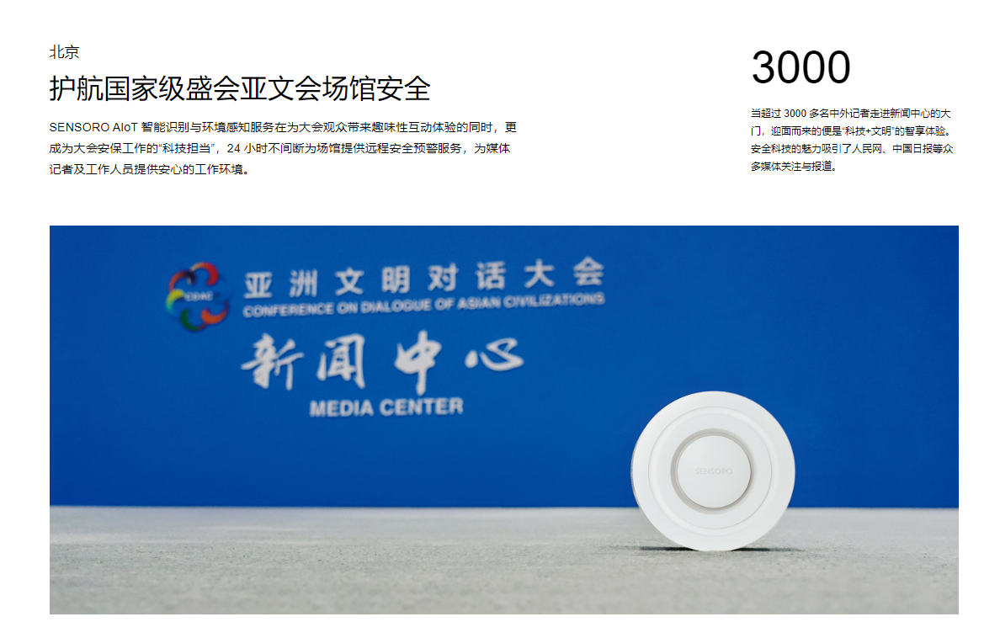 北京
护航国家级盛会亚文会场馆安全
SENSORO AIoT 智能识别与环境感知服务在为大会观众带来趣味性互动体验的同时，更
成为大会安保工作的“科技担当”，24 小时不间断为场馆提供远程安全预警服务，为媒体
记者及工作人员提供安心的工作环境。
3000
当超过 3000 多名中外记者走进新闻中心的大
门，迎面而来的便是“科技+文明”的智享体验。
安全科技的魅力吸引了人民网、中国日报等众
多媒体关注与报道。
CDAC
亚洲文明对话大会
CONFERENCE ON DIALOGUE OF ASIAN CIVILIZATIONS
新闻中心
MEDIA CENTER
SENSORO